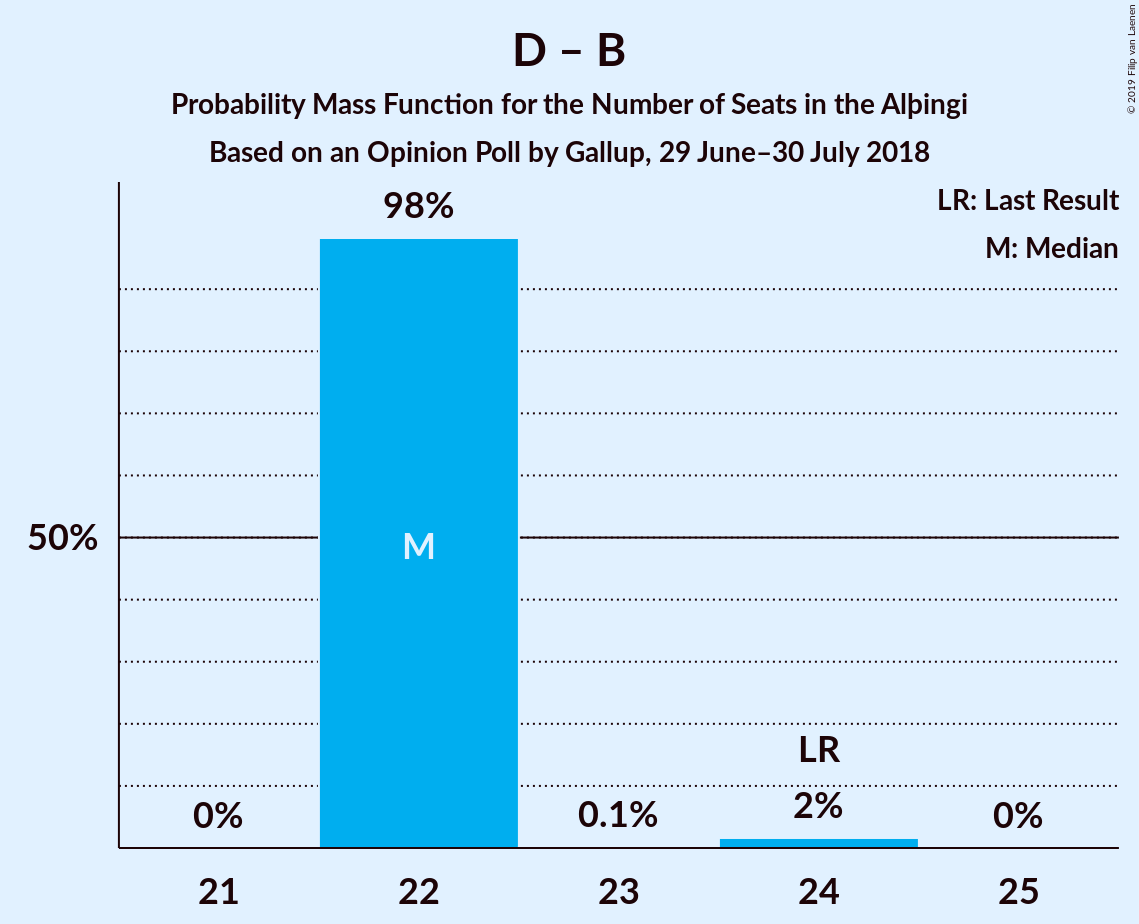 D – B
Probability Mass Function for the Number of Seats in the Alþingi
Based on an Opinion Poll by Gallup, 29 June–30 July 2018
© 2019 Filip van Laenen
LR: Last Result
M: Median
98%
50%
M
LR
0%
0.1%
2%
0%
21
22
23
24
25